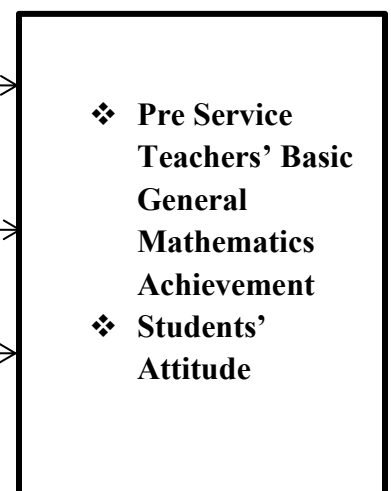 ❖ Pre Service
Teachers’ Basic
General
Mathematics
Achievement
❖ Students’
Attitude